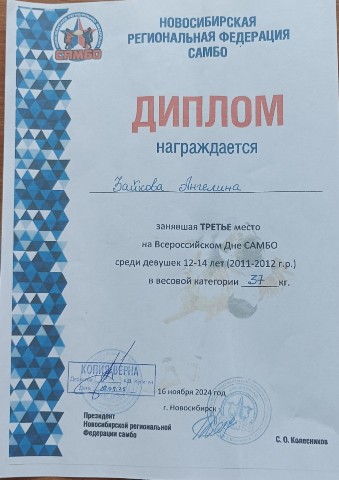 НОВОСИБИРСКАЯ
РЕГИОНАЛЬНАЯ ФЕДЕРАЦИЯ
САМБО
САМБО
ДИПЛОМ
награждается
Зайкова Ангелина
занявшая ТРЕТЬЕ место
на Всероссийском Дне САМБО
среди девушек 12-14 лет (2011-2012 г.р.)
в весовой категории 37 кг.
КОПИЯ ВЕРНА
16 ноября 2024 год
г. Новосибирск
Президент
Новосибирской региональной
Федерации самбо
С. О. Колесников